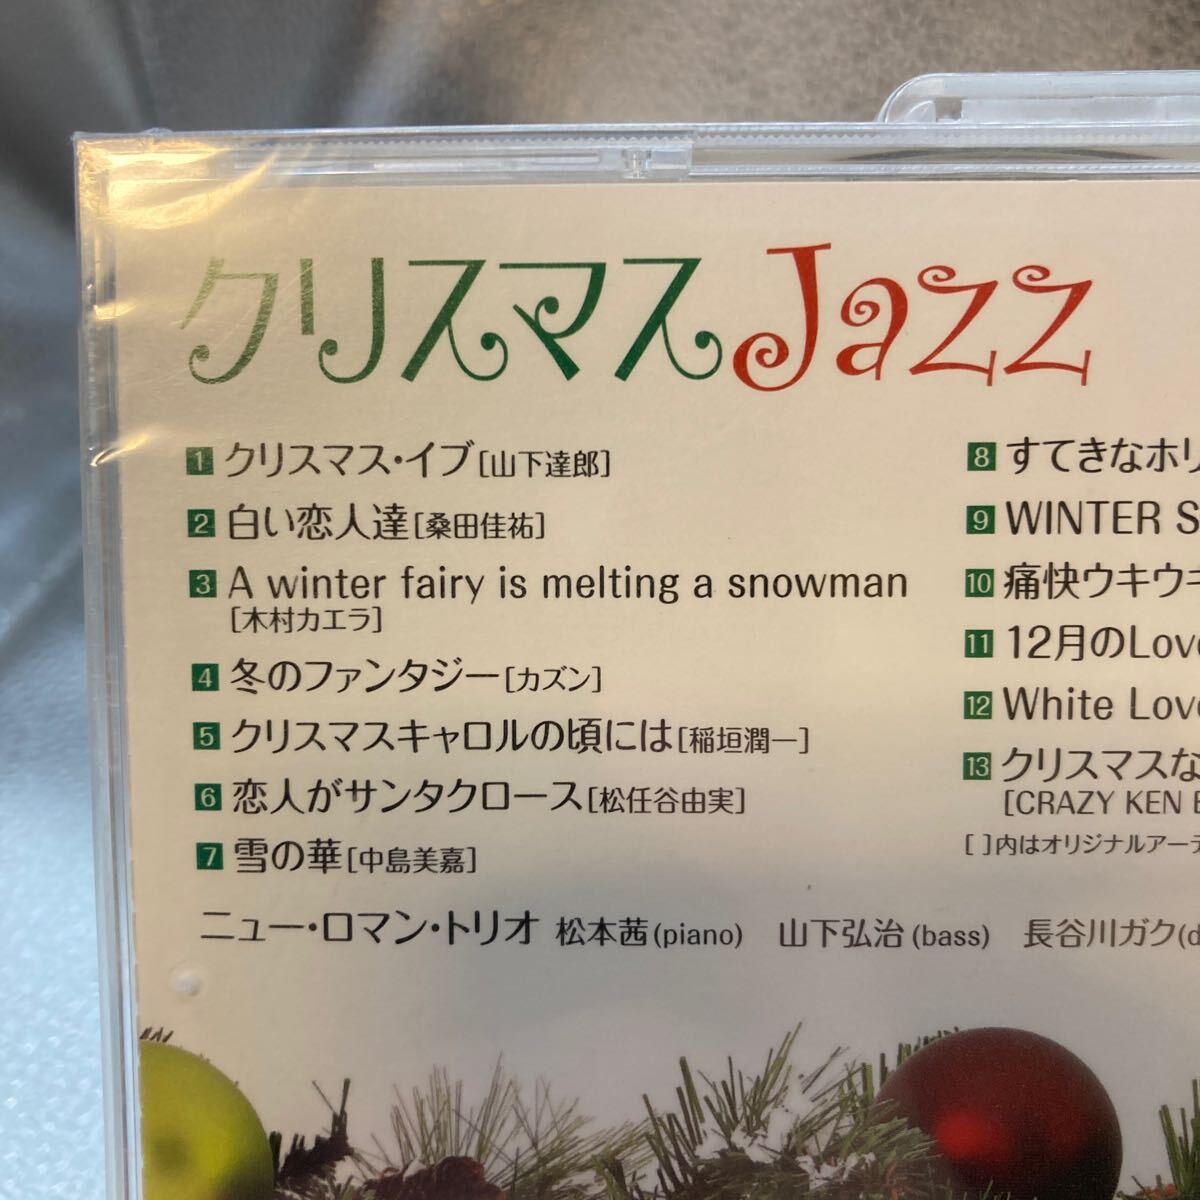 クリスマスJazz
1 クリスマス・イブ[山下達郎]
2 白い恋人達[桑田佳祐]
3 A winter fairy is melting a snowman
[木村カエラ]
4 冬のファンタジー[カズン]
5 クリスマスキャロルの頃には[稲垣潤一]
6 恋人がサンタクロース[松任谷由実]
7 雪の華[中島美嘉]
8 すてきなホリ
9 WINTER S
10 痛快ウキウキ
11 12月のLove
12 White Love
13 クリスマスな
[CRAZY KEN B
[ ]内はオリジナルアーテ
ニュー・ロマン・トリオ 松本茜(piano) 山下弘治(bass) 長谷川ガク(d